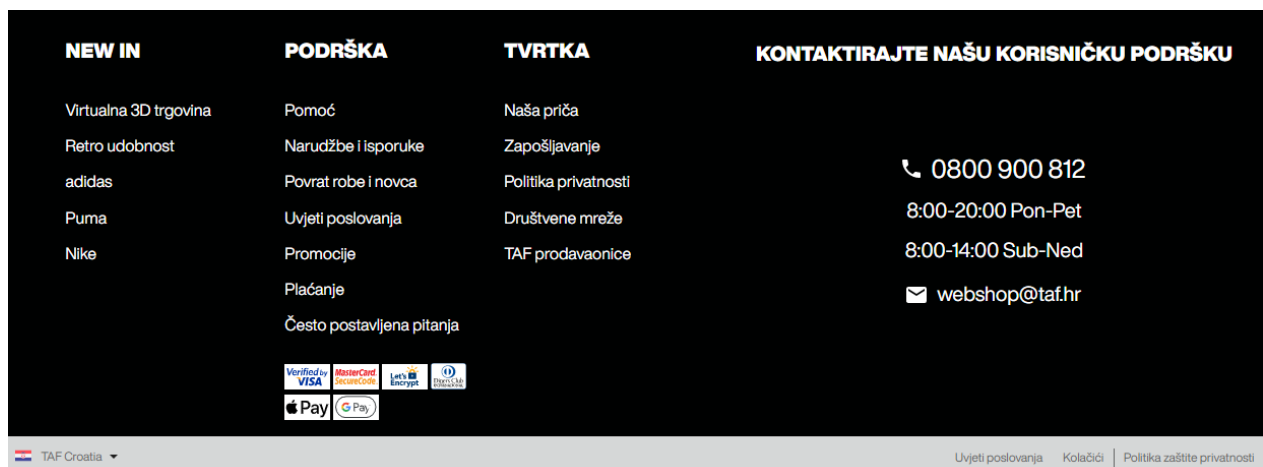 NEW IN
Virtualna 3D trgovina
Retro udobnost
adidas
Puma
Nike
PODRŠKA
Pomoć
Narudžbe i isporuke
Povrat robe i novca
Uvjeti poslovanja
Promocije
Plaćanje
Često postavljena pitanja
Verified by
VISA
MasterCard.
SecureCode.
Let's
Encrypt
Diners Club
INTERNATIONAL
Pay
G Pay
TVRTKA
Naša priča
Zapošljavanje
Politika privatnosti
Društvene mreže
TAF prodavaonice
KONTAKTIRAJTE NAŠU KORISNIČKU PODRŠKU
0800 900 812
8:00-20:00 Pon-Pet
8:00-14:00 Sub-Ned
webshop@taf.hr
TAF Croatia
Uvjeti poslovanja Kolačići Politika zaštite privatnosti